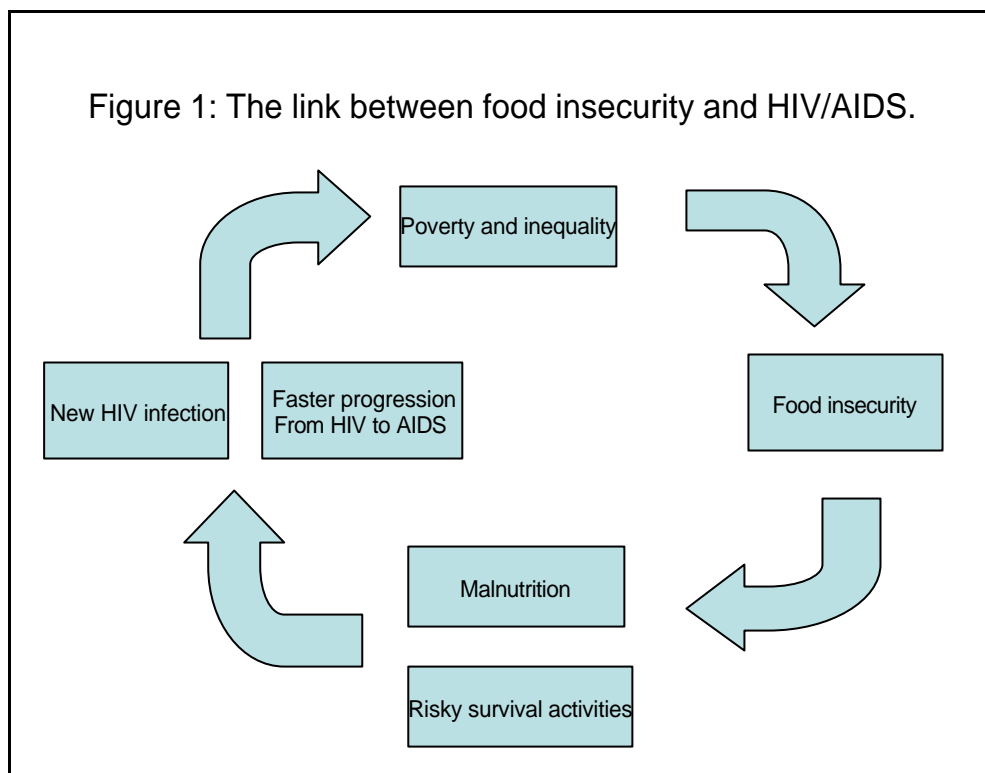 Figure 1: The link between food insecurity and HIV/AIDS.
Poverty and inequality
New HIV infection
Faster progression
From HIV to AIDS
Food insecurity
Malnutrition
Risky survival activities